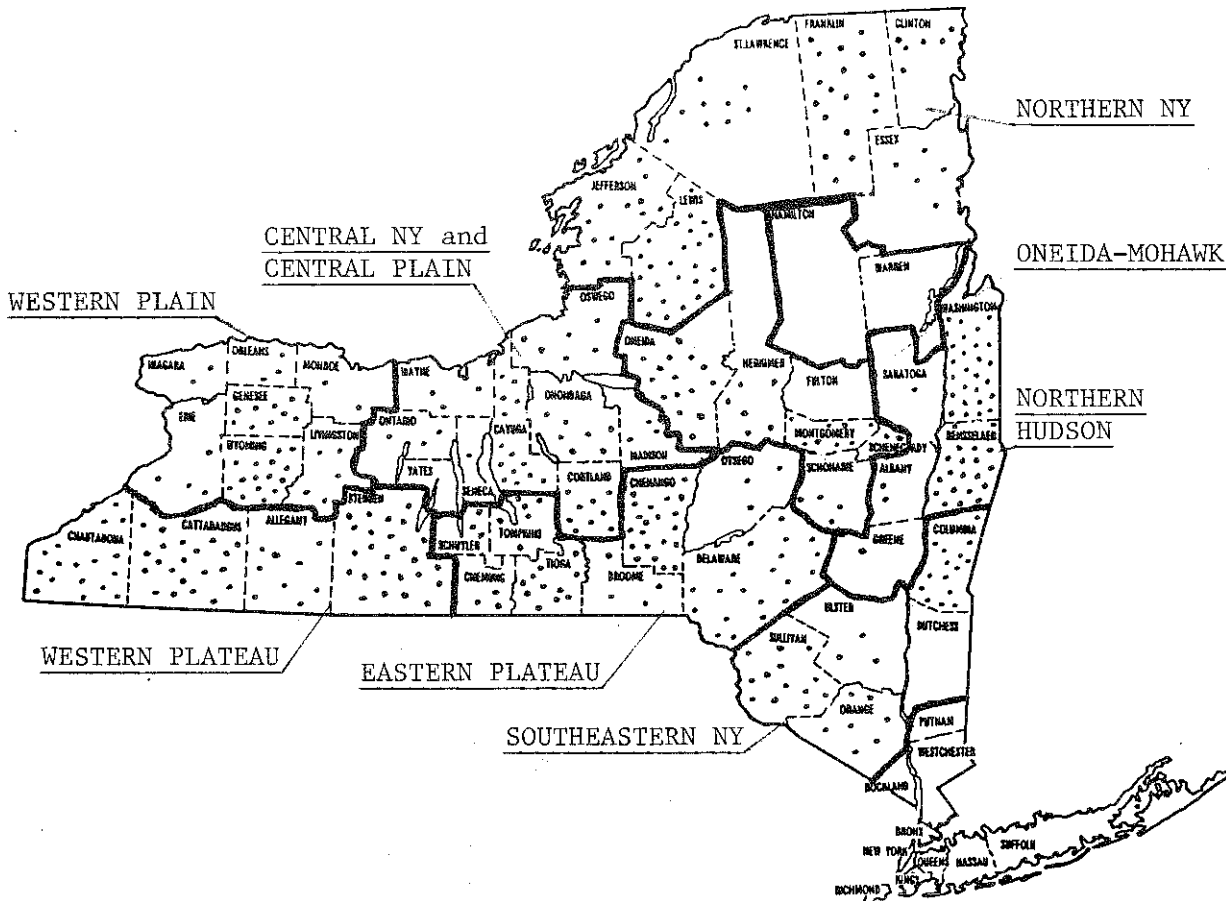 FRANKLIN
CLINTON
ST.LAWRENCE
NORTHERN NY
ESSEX
JEFFERSON
LEWIS
HAMILTON
CENTRAL NY and
CENTRAL PLAIN
WARREN
ONEIDA-MOHAWK
WESTERN PLAIN
OSWEGO
WASHINGTON
ONEIDA
ORLEANS
NIAGARA
MONROE
WAYNE
HERKIMER
FULTON
SARATOGA
GENESEE
ONONDAGA
NORTHERN
HUDSON
ERIE
ONTARIO
CAYUGA
LIVINGSTON
WYOMING
MONTGOMERY
SCHENECTADY
RENSSELAER
MADISON
OTSEGO
SCHOHARIE
ALBANY
YATES
SENECA
CORTLAND
CHENANGO
STEUBEN
ALLEGANY
CATTARAUGUS
CHAUTAUQUA
SCHUYLER
TOMPKINS
GREENE
COLUMBIA
DELAWARE
TIOGA
CHEMUNG
BROOME
ULSTER
DUTCHESS
SULLIVAN
WESTERN PLATEAU
EASTERN PLATEAU
ORANGE
PUTNAM
SOUTHEASTERN NY
WESTCHESTER
ROCKLAND
BRONX
NEW YORK
QUEENS
NASSAU
SUFFOLK
KINGS
RICHMOND